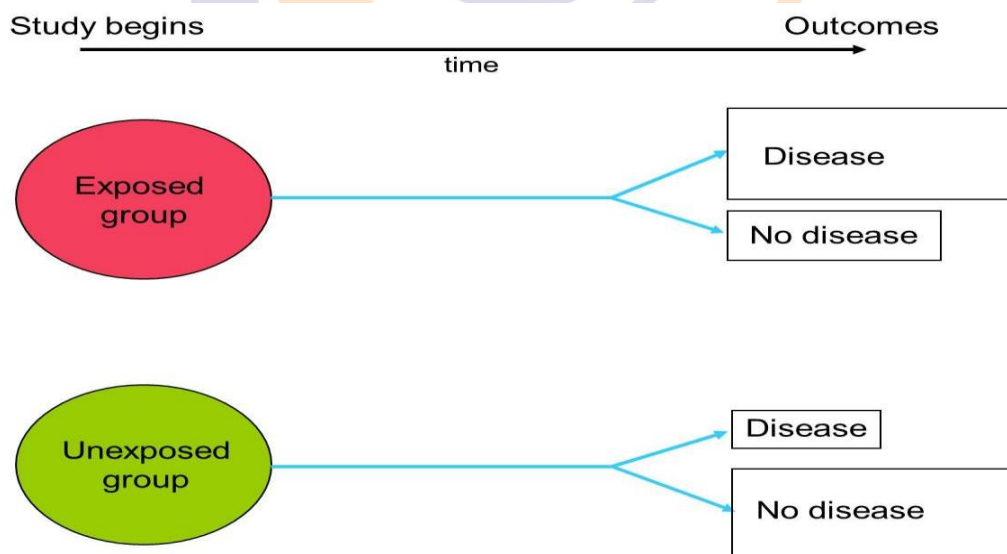 Study begins
Outcomes
time
Exposed
group
Disease
No disease
Unexposed
group
Disease
No disease